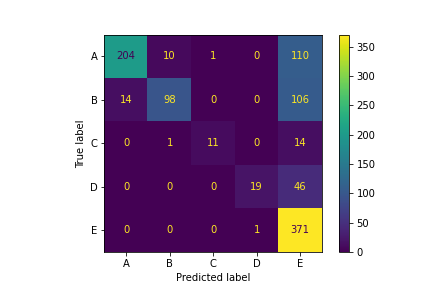 A 204 10 1 0 110
B 14 98 0 0 106
C 0 1 11 0 14
D 0 0 0 19 46
E 0 0 0 1 371
A B C D E
Predicted label
True label
350
300
250
200
150
100
50
0